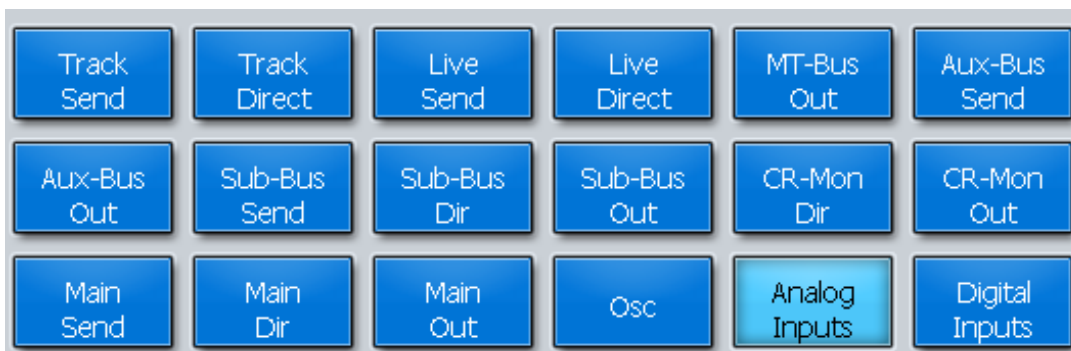 Track
Send
Track
Direct
Live
Send
Live
Direct
MT-Bus
Out
Aux-Bus
Send
Aux-Bus
Out
Sub-Bus
Send
Sub-Bus
Dir
Sub-Bus
Out
CR-Mon
Dir
CR-Mon
Out
Main
Send
Main
Dir
Main
Out
Osc
Analog
Inputs
Digital
Inputs